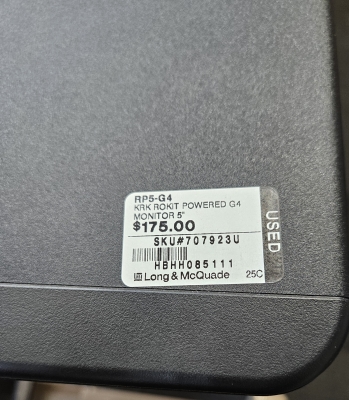 RP5-G4
KRK ROKIT POWERED G4
MONITOR 5"
$175.00
SKU#707923U
HBHH085111
Long & McQuade 25C
USED